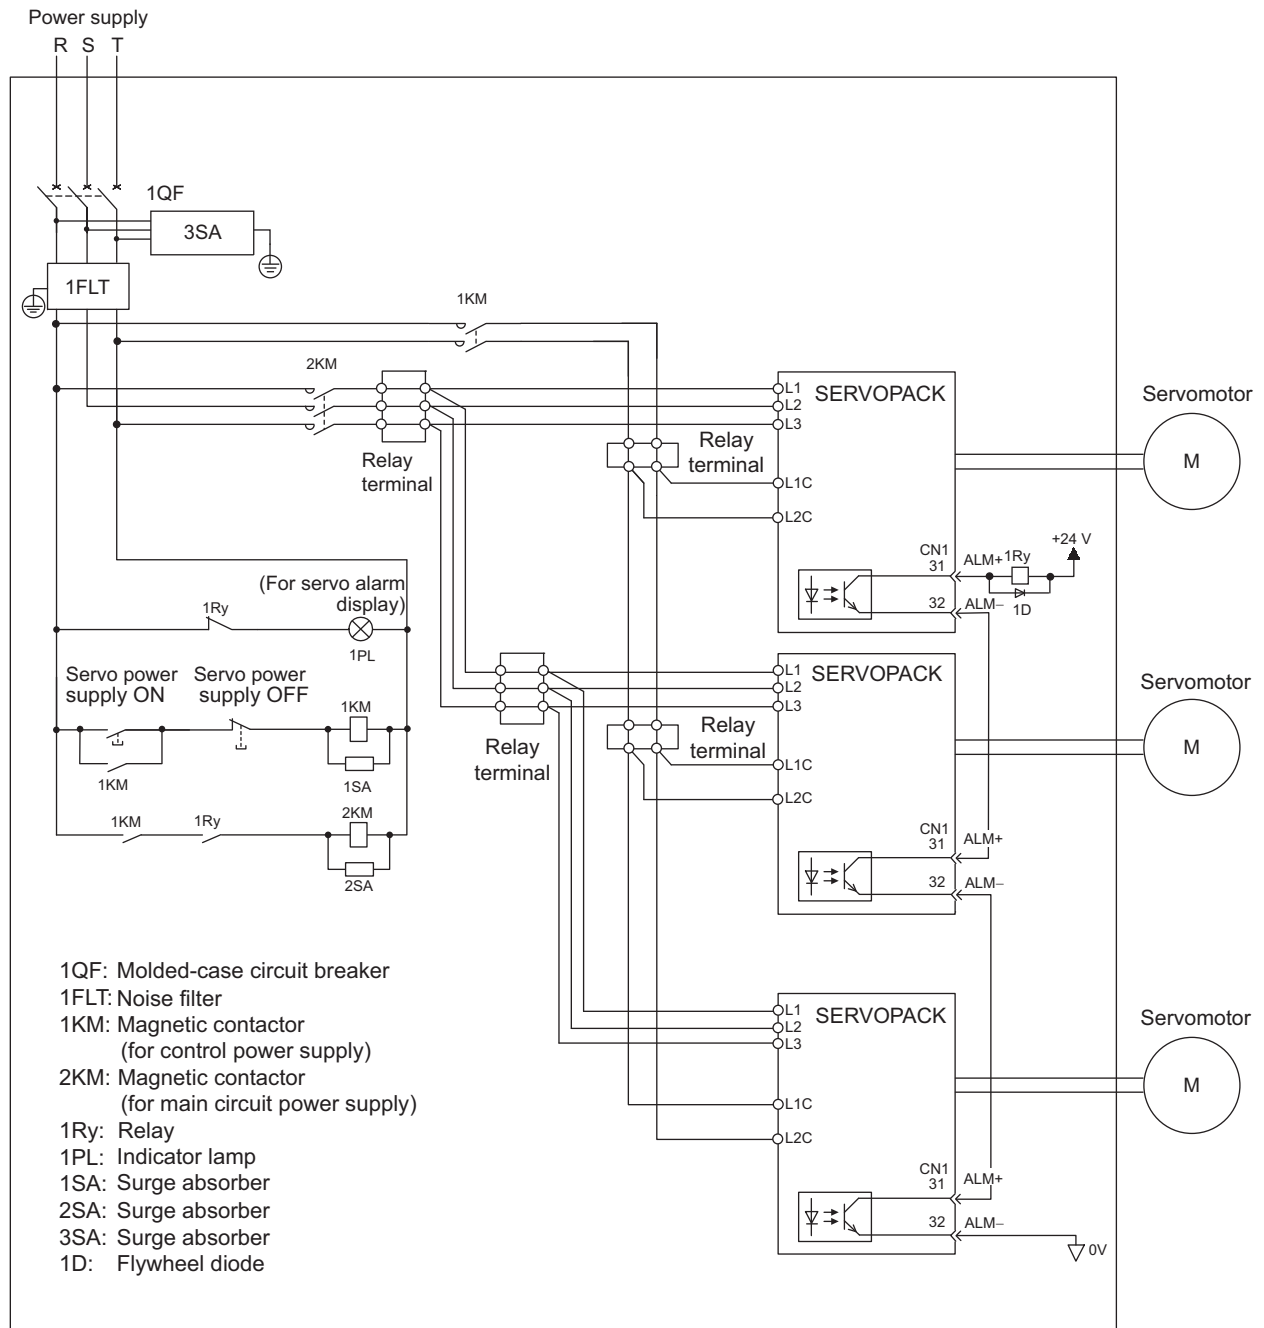 Power supply
R S T
1QF
3SA
1FLT
1KM
2KM
Relay
terminal
L1
L2
L3
SERVOPACK
Servomotor
M
Relay
terminal
L1C
L2C
CN1
31
ALM+
1Ry
+24 V
1D
32
ALM–
(For servo alarm
display)
1Ry
1PL
Servo power
supply ON
Servo power
supply OFF
1KM
1KM
1SA
1KM
1Ry
2KM
2SA
Relay
terminal
L1
L2
L3
SERVOPACK
Servomotor
M
Relay
terminal
L1C
L2C
CN1
31
ALM+
32
ALM–
L1
L2
L3
SERVOPACK
Servomotor
M
L1C
L2C
CN1
31
ALM+
32
ALM–
0V
1QF: Molded-case circuit breaker
1FLT: Noise filter
1KM: Magnetic contactor
(for control power supply)
2KM: Magnetic contactor
(for main circuit power supply)
1Ry: Relay
1PL: Indicator lamp
1SA: Surge absorber
2SA: Surge absorber
3SA: Surge absorber
1D: Flywheel diode